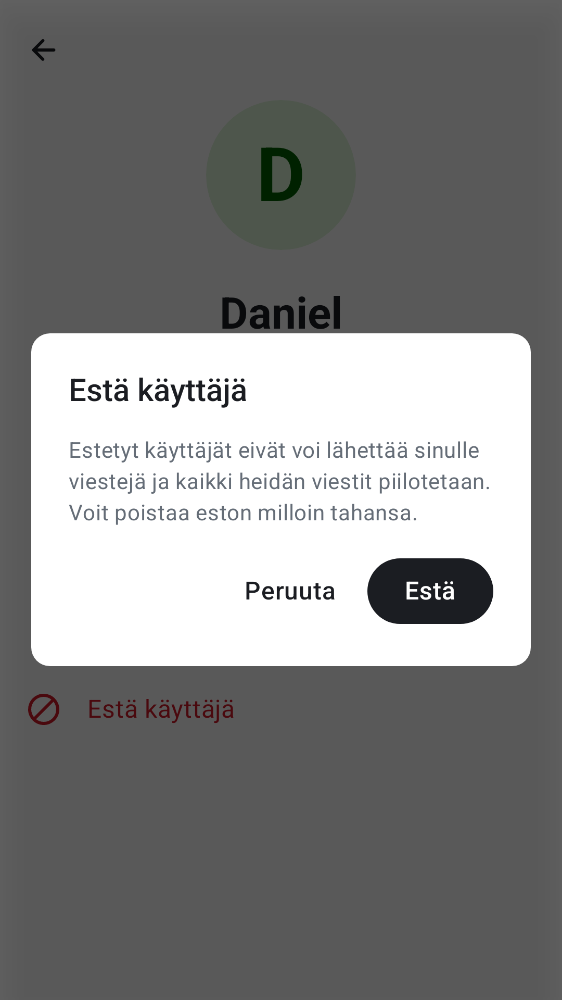 D
Daniel
Estä käyttäjä
Estetyt käyttäjät eivät voi lähettää sinulle
viestejä ja kaikki heidän viestit piilotetaan.
Voit poistaa eston milloin tahansa.
Peruuta Estä
Estä käyttäjä